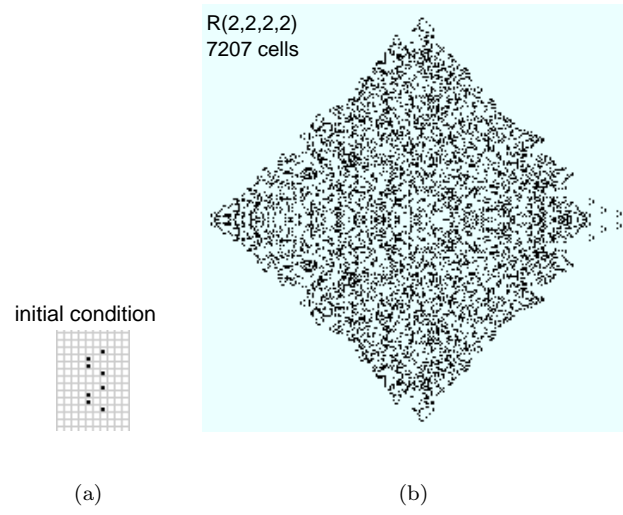 R(2,2,2,2)
7207 cells
initial condition
(a)
(b)